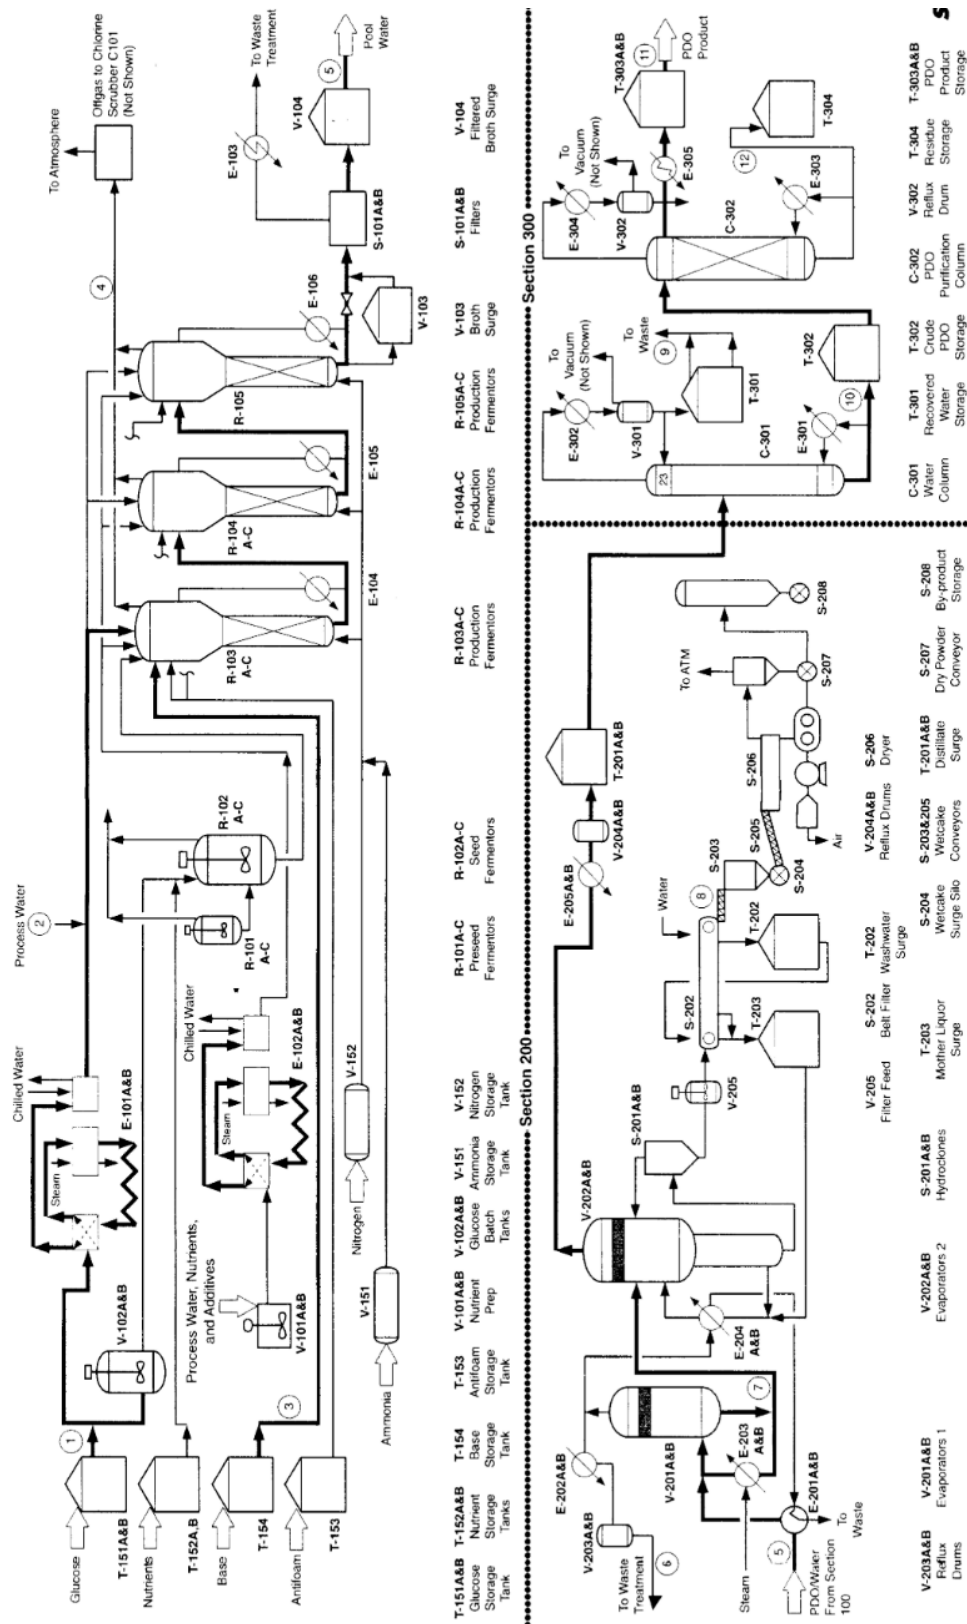 Glucose
T-151A&B
Nutrients
T-152A,B
Base
T-154
Antifoam
T-153
1
V-102A&B
Steam
E-101A&B
Chilled Water
Process Water
2
Process Water, Nutrients,
and Additives
V-101A&B
Steam
E-102A&B
Chilled Water
3
Ammonia
V-151
Nitrogen
V-152
R-101
A-C
R-102
A-C
R-103
A-C
E-104
R-104
A-C
E-105
R-105
E-106
4
To Atmosphere
Offgas to Chlorine
Scrubber C101
(Not Shown)
V-103
S-101A&B
Filters
E-103
To Waste
Treatment
V-104
5
Pool
Water
T-151A&B
Glucose
Storage
Tank
T-152A&B
Nutrient
Storage
Tanks
T-154
Base
Storage
Tank
T-153
Antifoam
Storage
Tank
V-101A&B
Nutrient
Prep
V-102A&B
Glucose
Batch
Tanks
V-151
Ammonia
Storage
Tank
V-152
Nitrogen
Storage
Tank
R-101A-C
Preseed
Fermentors
R-102A-C
Seed
Fermentors
R-103A-C
Production
Fermentors
R-104A-C
Production
Fermentors
R-105A-C
Production
Fermentors
V-103
Broth
Surge
V-104
Filtered
Broth Surge
Section 200
Section 300
PDO/Water
From Section
100
5
E-201A&B
To
Waste
Steam
E-203
A&B
7
V-201A&B
E-202A&B
V-203A&B
To Waste
Treatment
6
E-204
A&B
V-202A&B
S-201A&B
V-205
S-202
Water
T-203
T-202
8
S-203
S-204
S-205
S-206
Air
To ATM
S-207
S-208
E-205A&B
V-204A&B
T-201A&B
V-203A&B
Reflux
Drums
V-201A&B
Evaporators 1
V-202A&B
Evaporators 2
S-201A&B
Hydroclones
V-205
Filter Feed
T-203
Mother Liquor
Surge
S-202
Belt Filter
T-202
Washwater
Surge
S-204
Wetcake
Surge Silo
S-203&205
Wetcake
Conveyors
V-204A&B
Reflux Drums
S-206
Dryer
T-201A&B
Distillate
Surge
S-207
Dry Powder
Conveyor
S-208
By-product
Storage
23
C-301
E-301
E-302
V-301
To
Vacuum
(Not Shown)
To
Waste
9
T-301
10
T-302
C-302
E-303
E-304
V-302
To
Vacuum
(Not Shown)
E-305
T-303A&B
11
PDO
Product
12
T-304
C-301
Water
Column
T-301
Recovered
Water
Storage
T-302
Crude
PDO
Storage
C-302
PDO
Purification
Column
V-302
Reflux
Drum
T-304
Residue
Storage
T-303A&B
PDO
Product
Storage